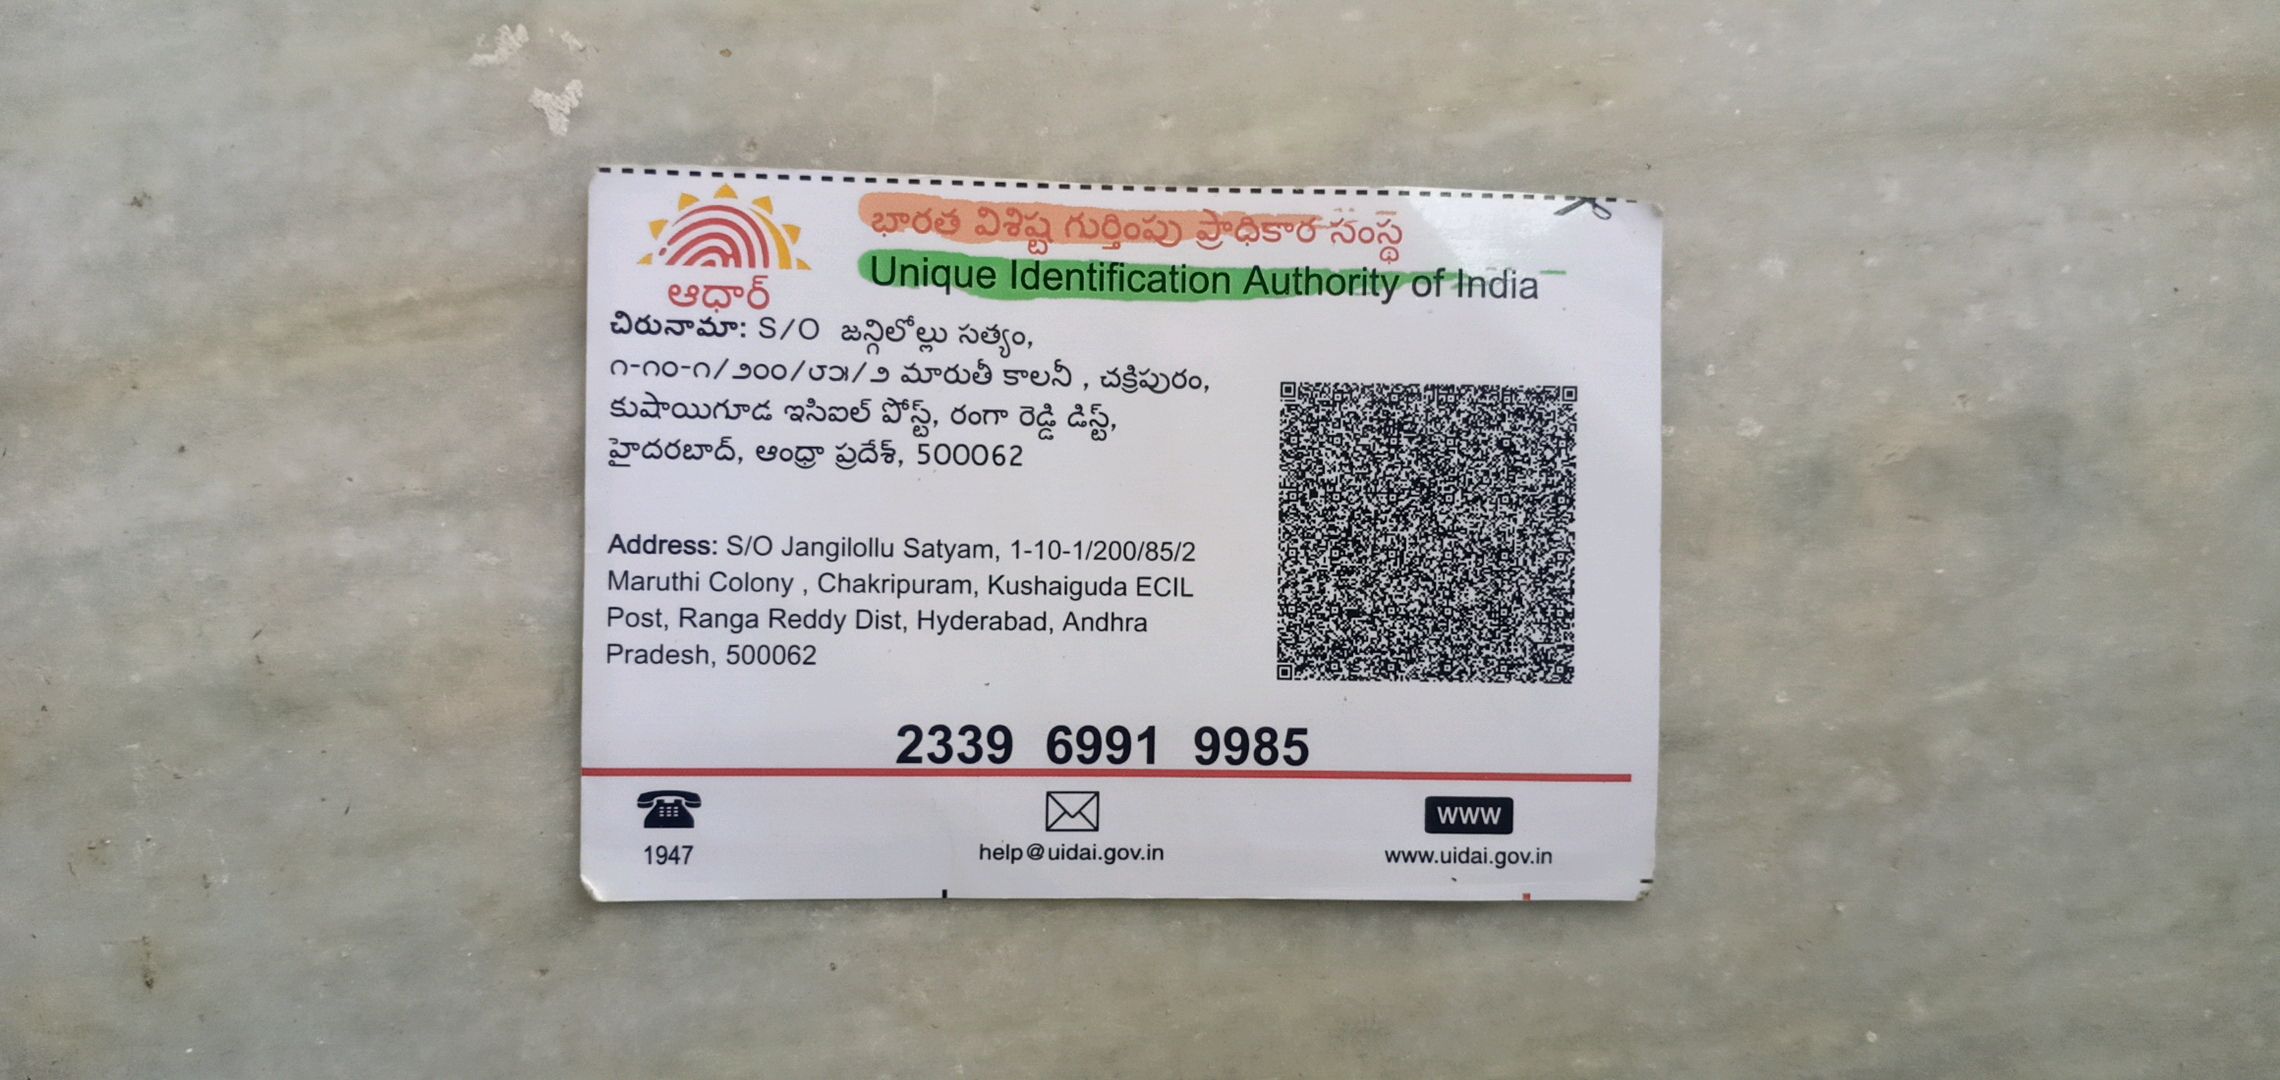 ఆధార్
భారత విశిష్ట గుర్తింపు ప్రాధికార సంస్థ
Unique Identification Authority of India
చిరునామా: S/O జన్గిలోల్లు సత్యం,
౧-౧౦-౧/౨౦౦/౮౫/౨ మారుతీ కాలనీ , చక్రిపురం,
కుషాయిగూడ ఇసిఐల్ పోస్ట్, రంగా రెడ్డి డిస్ట్,
హైదరబాద్, ఆంధ్రా ప్రదేశ్, 500062
Address: S/O Jangilollu Satyam, 1-10-1/200/85/2
Maruthi Colony , Chakripuram, Kushaiguda ECIL
Post, Ranga Reddy Dist, Hyderabad, Andhra
Pradesh, 500062
2339 6991 9985
1947
help@uidai.gov.in
www
www.uidai.gov.in